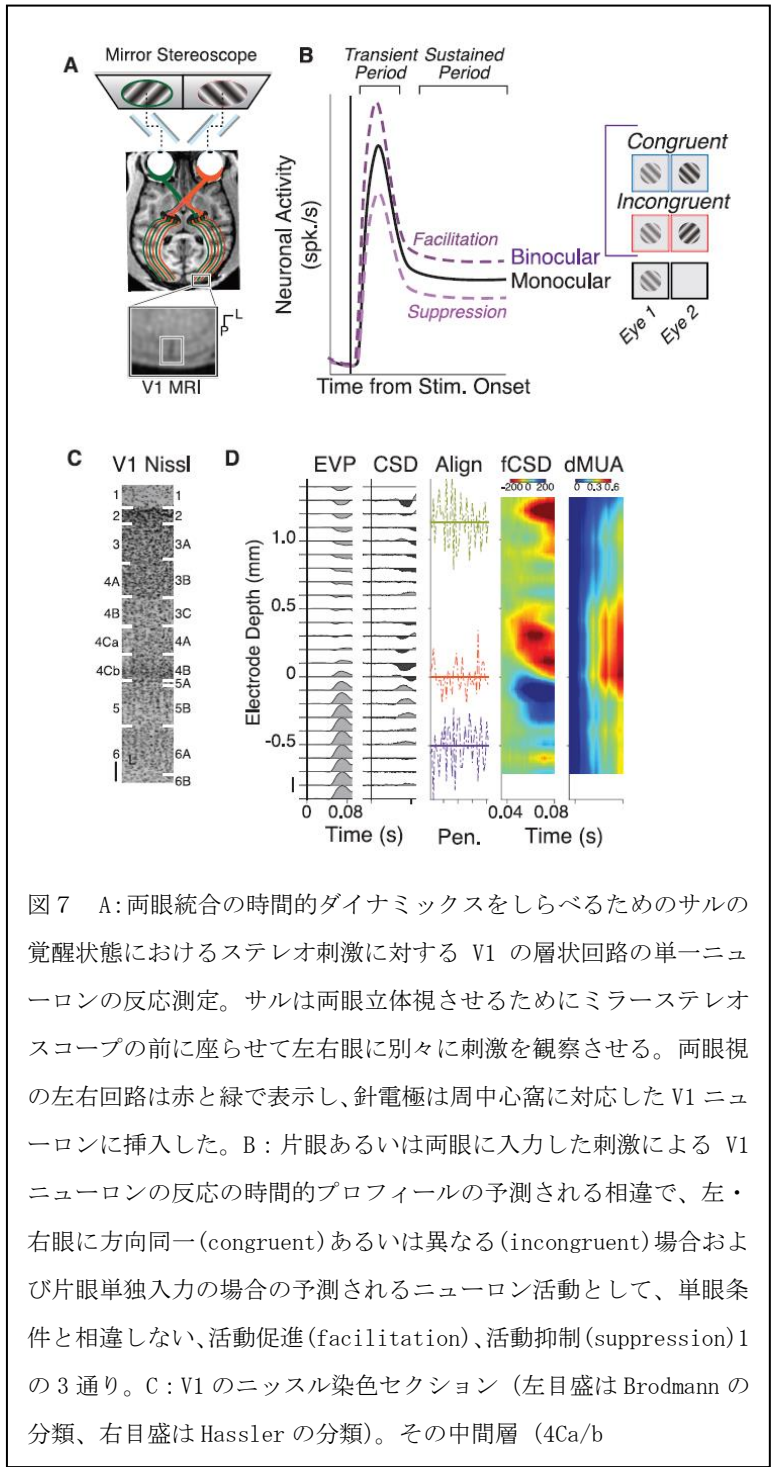 A
Mirror Stereoscope
L
P
V1 MRI
B
Transient Period
Sustained Period
Neuronal Activity (spk./s)
Facilitation
Binocular
Monocular
Suppression
Time from Stim. Onset
Congruent
Incongruent
Eye 1
Eye 2
C
V1 Nissl
1
2
3
4A
4B
4Ca
4Cb
5
6
L
1
2
3A
3B
3C
4A
4B
5A
5B
6A
6B
D
EVP
CSD
Align
fCSD
dMUA
-200 0 200
0 0.3 0.6
Electrode Depth (mm)
1.0
0.5
0
-0.5
0
0.08
Time (s)
Pen.
0.04
0.08
Time (s)
図7 A:両眼統合の時間的ダイナミックスをしらべるためのサルの
覚醒状態におけるステレオ刺激に対する V1 の層状回路の単一ニュ
ーロンの反応測定。サルは両眼立体視させるためにミラーステレオ
スコープの前に座らせて左右眼に別々に刺激を観察させる。両眼視
の左右回路は赤と緑で表示し、針電極は周中心窩に対応した V1 ニュ
ーロンに挿入した。B：片眼あるいは両眼に入力した刺激による V1
ニューロンの反応の時間的プロフィールの予測される相違で、左・
右眼に方向同一(congruent)あるいは異なる(incongruent)場合およ
び片眼単独入力の場合の予測されるニューロン活動として、単眼条
件と相違しない、活動促進(facilitation)、活動抑制(suppression)1
の 3 通り。C：V1 のニッスル染色セクション（左目盛は Brodmann の
分類、右目盛は Hassler の分類)。その中間層（4Ca/b